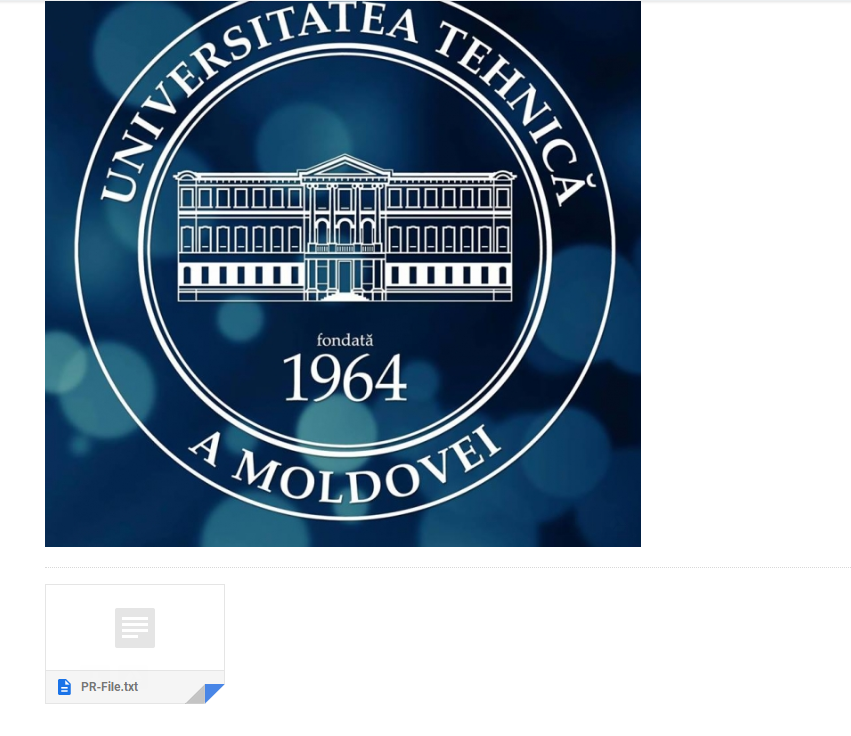 UNIVERSITATEA TEHNICĂ
fondată
1964
A MOLDOVEI
PR-File.txt